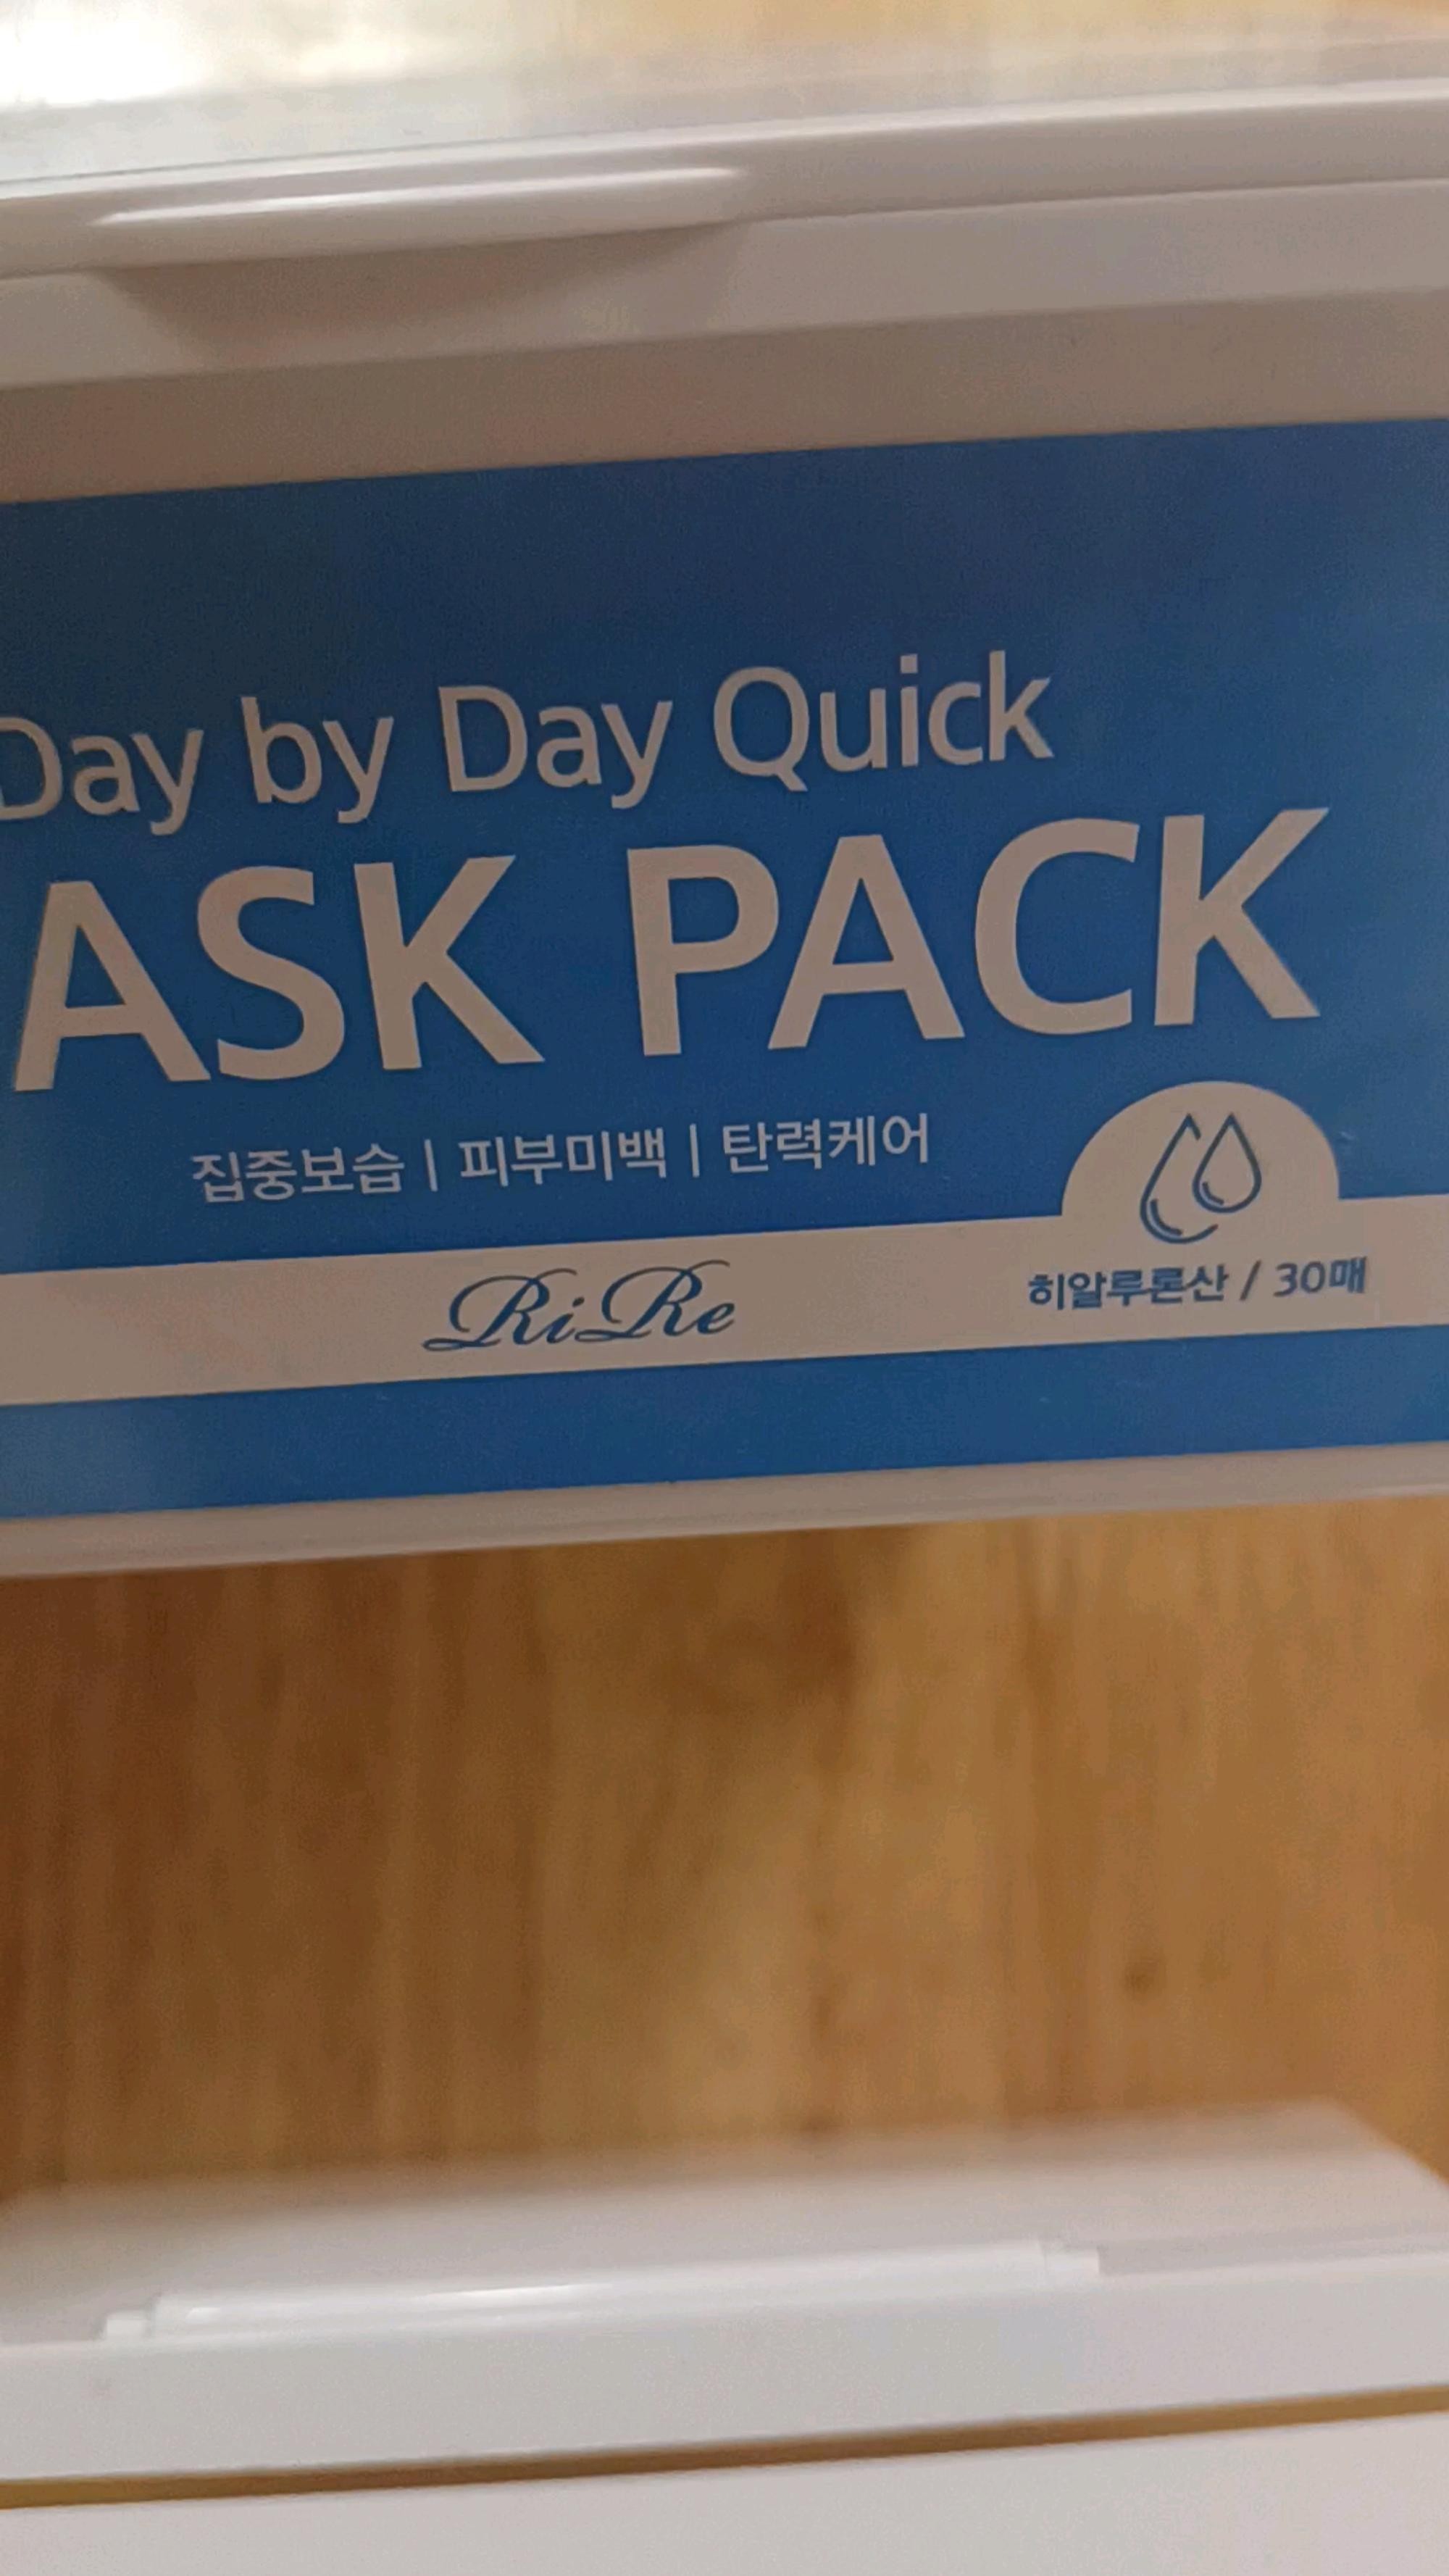 Day by Day Quick
ASK PACK
집중보습 | 피부미백 | 탄력케어
RiRe
히알루론산 / 30매